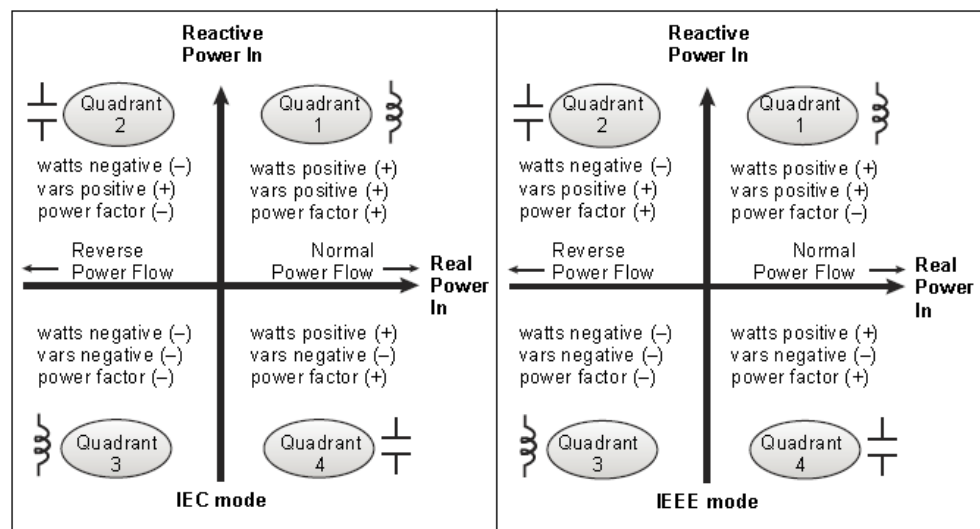 Reactive
Power In
Quadrant
2
Quadrant
1
watts negative (–)
vars positive (+)
power factor (–)
watts positive (+)
vars positive (+)
power factor (+)
Reverse
Power Flow
Normal
Power Flow
Real
Power
In
watts negative (–)
vars negative (–)
power factor (–)
watts positive (+)
vars negative (–)
power factor (+)
Quadrant
3
Quadrant
4
IEC mode
Reactive
Power In
Quadrant
2
Quadrant
1
watts negative (–)
vars positive (+)
power factor (+)
watts positive (+)
vars positive (+)
power factor (–)
Reverse
Power Flow
Normal
Power Flow
Real
Power
In
watts negative (–)
vars negative (–)
power factor (–)
watts positive (+)
vars negative (–)
power factor (+)
Quadrant
3
Quadrant
4
IEEE mode